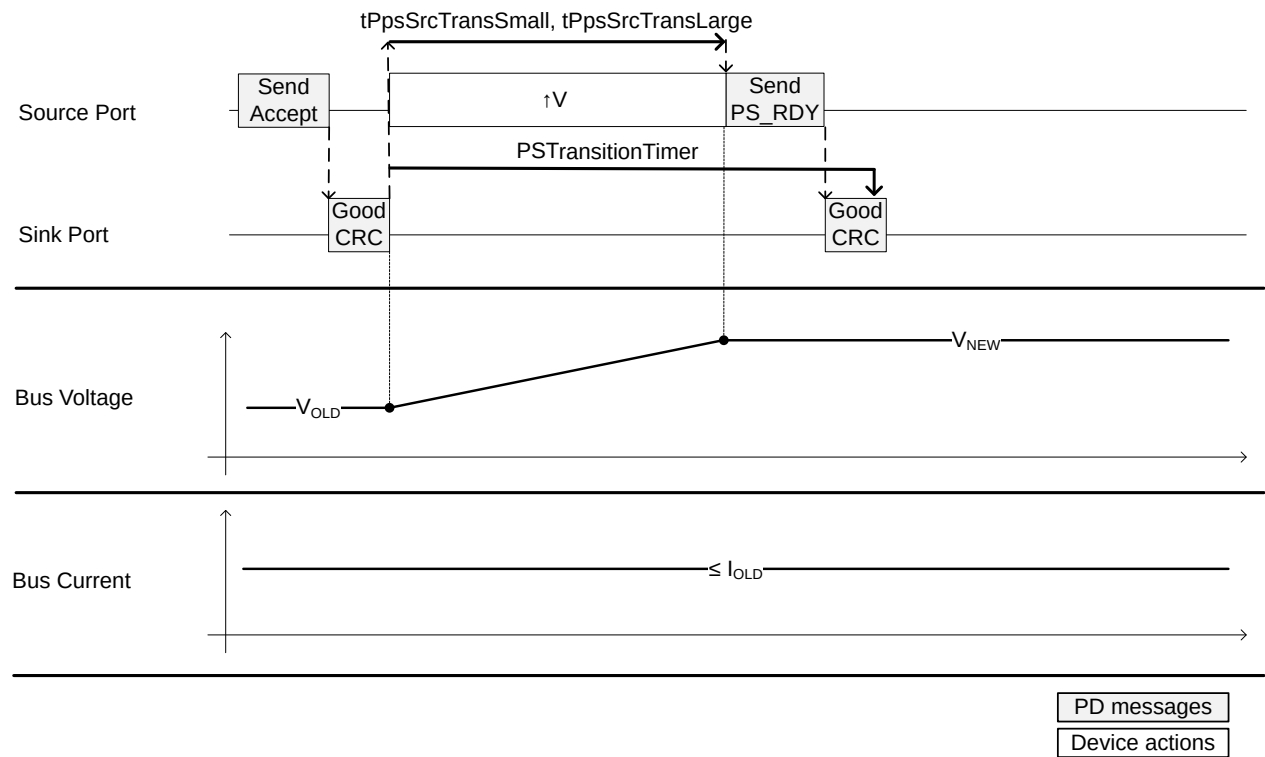 tPpsSrcTransSmall, tPpsSrcTransLarge
Source Port
Send
Accept
↑V
Send
PS_RDY
PSTransitionTimer
Sink Port
Good
CRC
Good
CRC
Bus Voltage
VOLD
VNEW
Bus Current
≤ IOLD
PD messages
Device actions